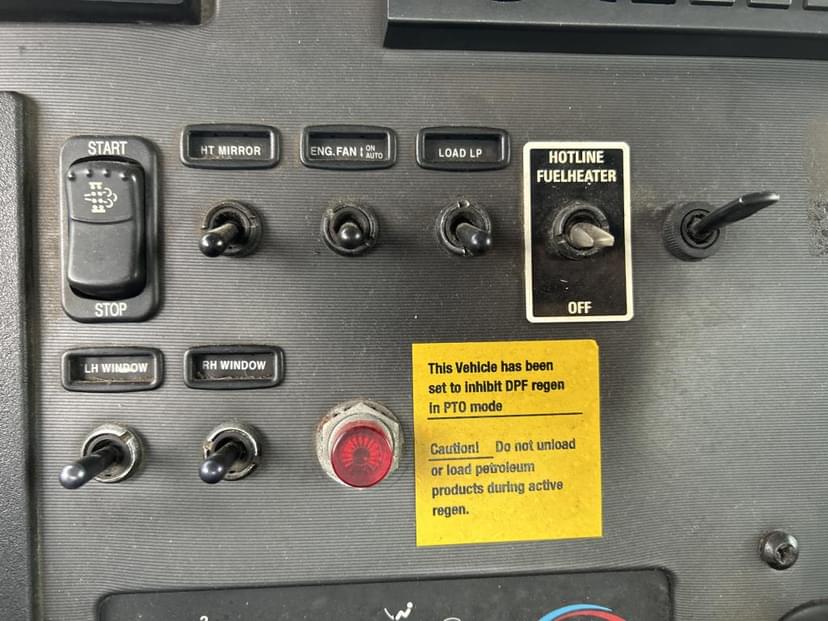 START
STOP
HT MIRROR
ENG.FAN ON
AUTO
LOAD LP
HOTLINE
FUELHEATER
OFF
LH WINDOW
RH WINDOW
This Vehicle has been
set to inhibit DPF regen
in PTO mode
Caution! Do not unload
or load petroleum
products during active
regen.